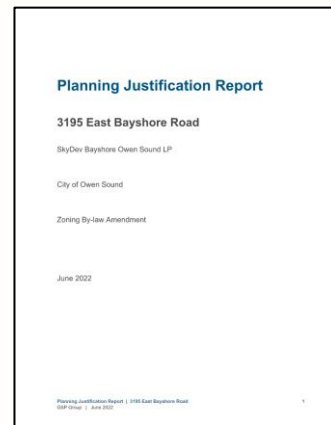 Planning Justification Report
3195 East Bayshore Road
SkyDev Bayshore Owen Sound LP
City of Owen Sound
Zoning By-law Amendment
June 2022
Planning Justification Report | 3195 East Bayshore Road 1
GSP Group | June 2022